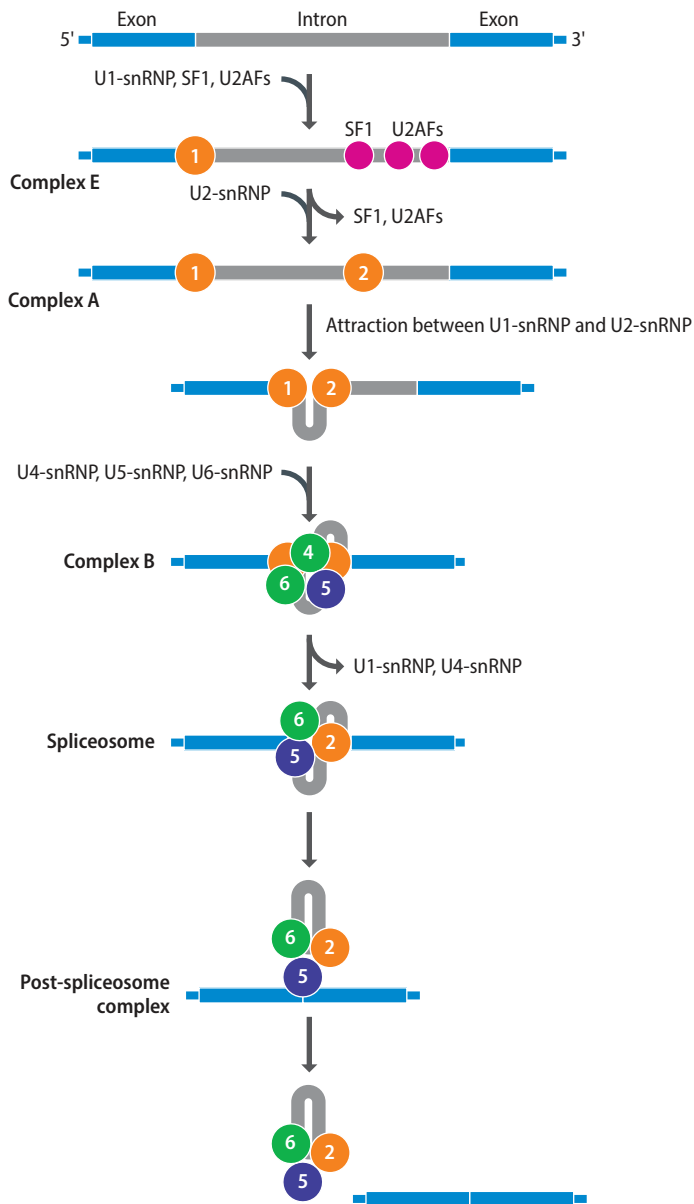 Exon Intron Exon
5' 3'
U1-snRNP, SF1, U2AFs
SF1 U2AFs
1
Complex E
U2-snRNP
SF1, U2AFs
1 2
Complex A
Attraction between U1-snRNP and U2-snRNP
1 2
U4-snRNP, U5-snRNP, U6-snRNP
Complex B
4
6 5
U1-snRNP, U4-snRNP
6
Spliceosome
2
5
6 2
5
Post-spliceosome
complex
6 2
5